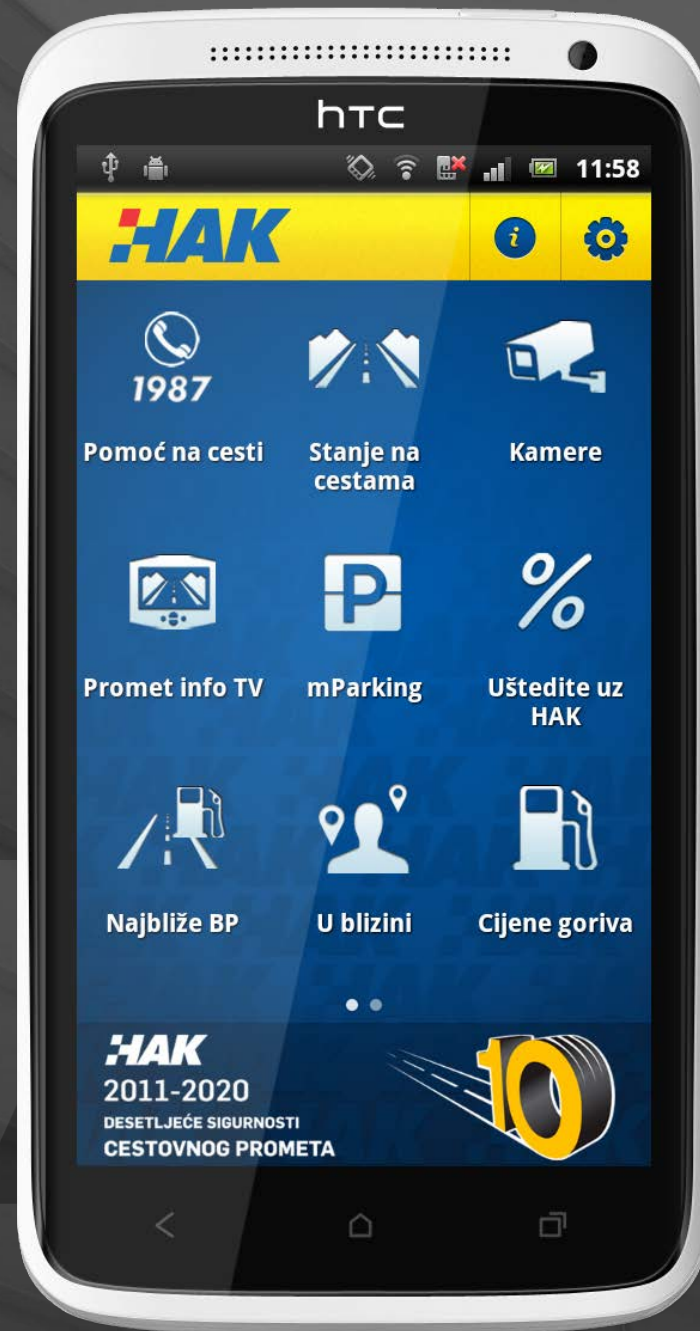 hTC
11:58
HAK
i
1987
Pomoć na cesti
Stanje na
cestama
Kamere
P
%
Promet info TV
mParking
Uštedite uz
HAK
Najbliže BP
U blizini
Cijene goriva
HAK
2011-2020
DESETLJEĆE SIGURNOSTI
CESTOVNOG PROMETA
10